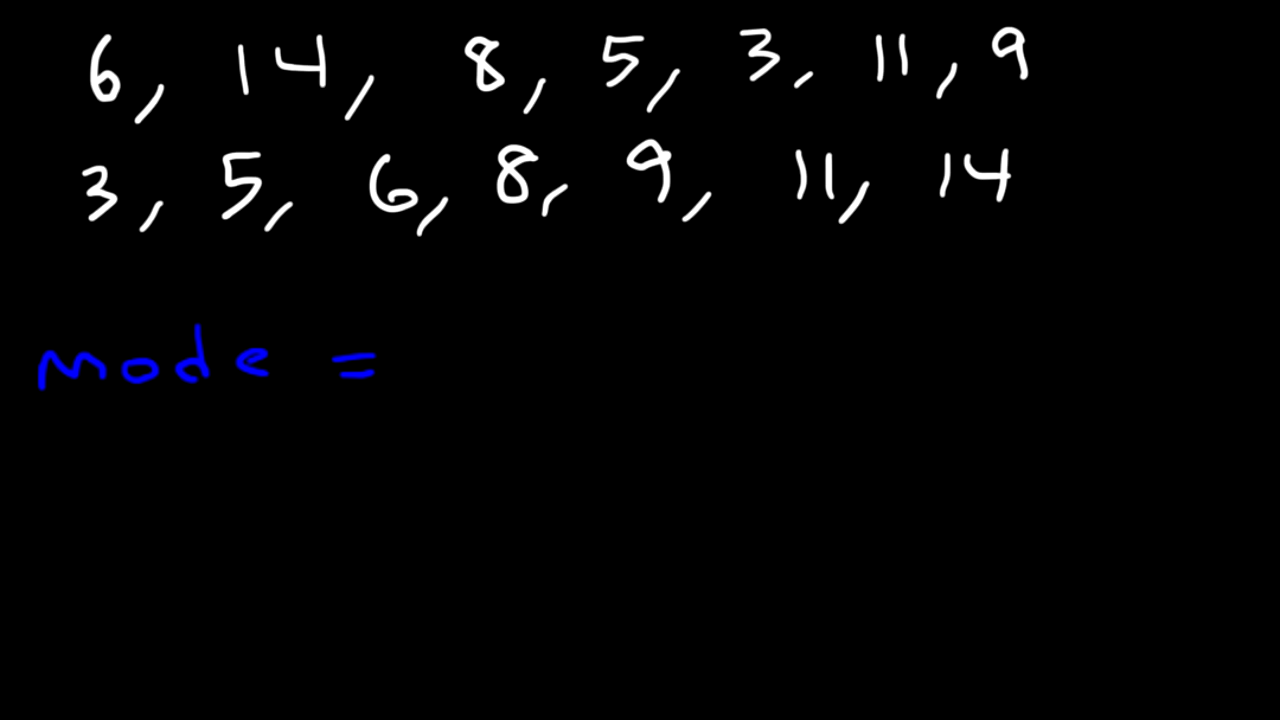 6, 14, 8, 5, 3, 11, 9
3, 5, 6, 8, 9, 11, 14
mode =